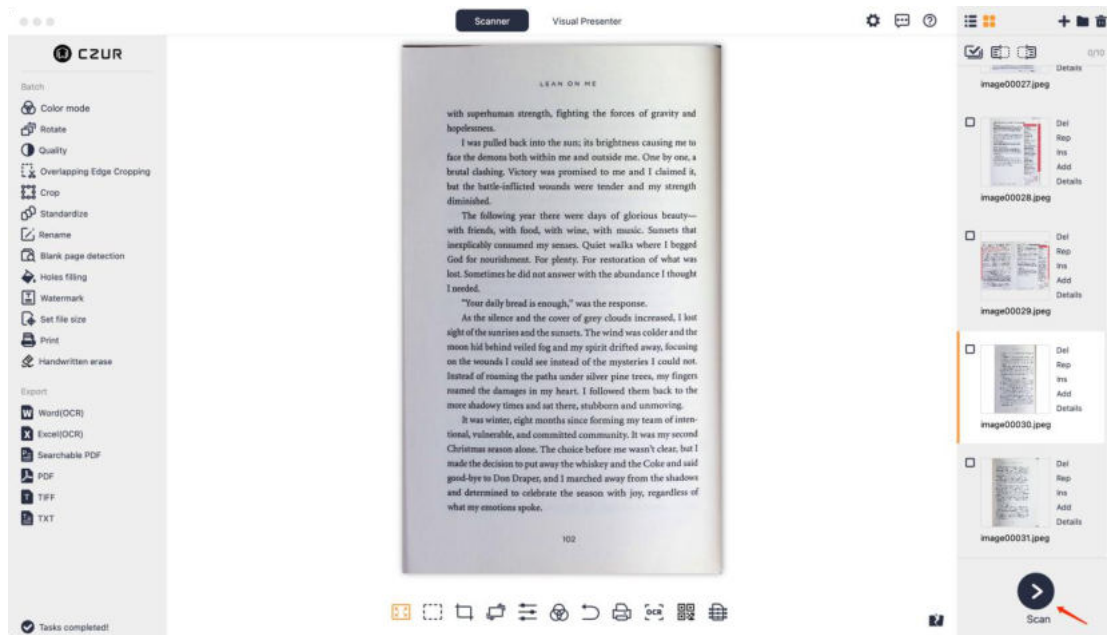 Scanner
Visual Presenter
CZUR
0/10
Batch
Color mode
Rotate
Quality
Overlapping Edge Cropping
Crop
Standardize
Rename
Blank page detection
Holes filling
Watermark
Set file size
Print
Handwritten erase
Export
Word(OCR)
Excel(OCR)
Searchable PDF
PDF
TIFF
TXT
Tasks completed!
LEAN ON ME
with superhuman strength, fighting the forces of gravity and
hopelessness.
I was pulled back into the sun; its brightness causing me to
face the demons both within me and outside me. One by one, a
brutal clashing. Victory was promised to me and I claimed it,
but the battle-inflicted wounds were tender and my strength
diminished.
The following year there were days of glorious beauty—
with friends, with food, with wine, with music. Sunsets that
inexplicably consumed my senses. Quiet walks where I begged
God for nourishment. For plenty. For restoration of what was
lost. Sometimes he did not answer with the abundance I thought
I needed.
"Your daily bread is enough," was the response.
As the silence and the cover of grey clouds increased, I lost
sight of the sunrises and the sunsets. The wind was colder and the
moon hid behind veiled fog and my spirit drifted away, focusing
on the wounds I could see instead of the mysteries I could not.
Instead of roaming the paths under silver pine trees, my fingers
roamed the damages in my heart. I followed them back to the
more shadowy times and sat there, stubborn and unmoving.
It was winter, eight months since forming my team of inten-
tional, vulnerable, and committed community. It was my second
Christmas season alone. The choice before me wasn't clear, but I
made the decision to put away the whiskey and the Coke and said
good-bye to Don Draper, and I marched away from the shadows
and determined to celebrate the season with joy, regardless of
what my emotions spoke.
102
OCR
Details
image00027.jpeg
Del
Rep
Ins
Add
Details
image00028.jpeg
Del
Rep
Ins
Add
Details
image00029.jpeg
Del
Rep
Ins
Add
Details
image00030.jpeg
Del
Rep
Ins
Add
Details
image00031.jpeg
Scan